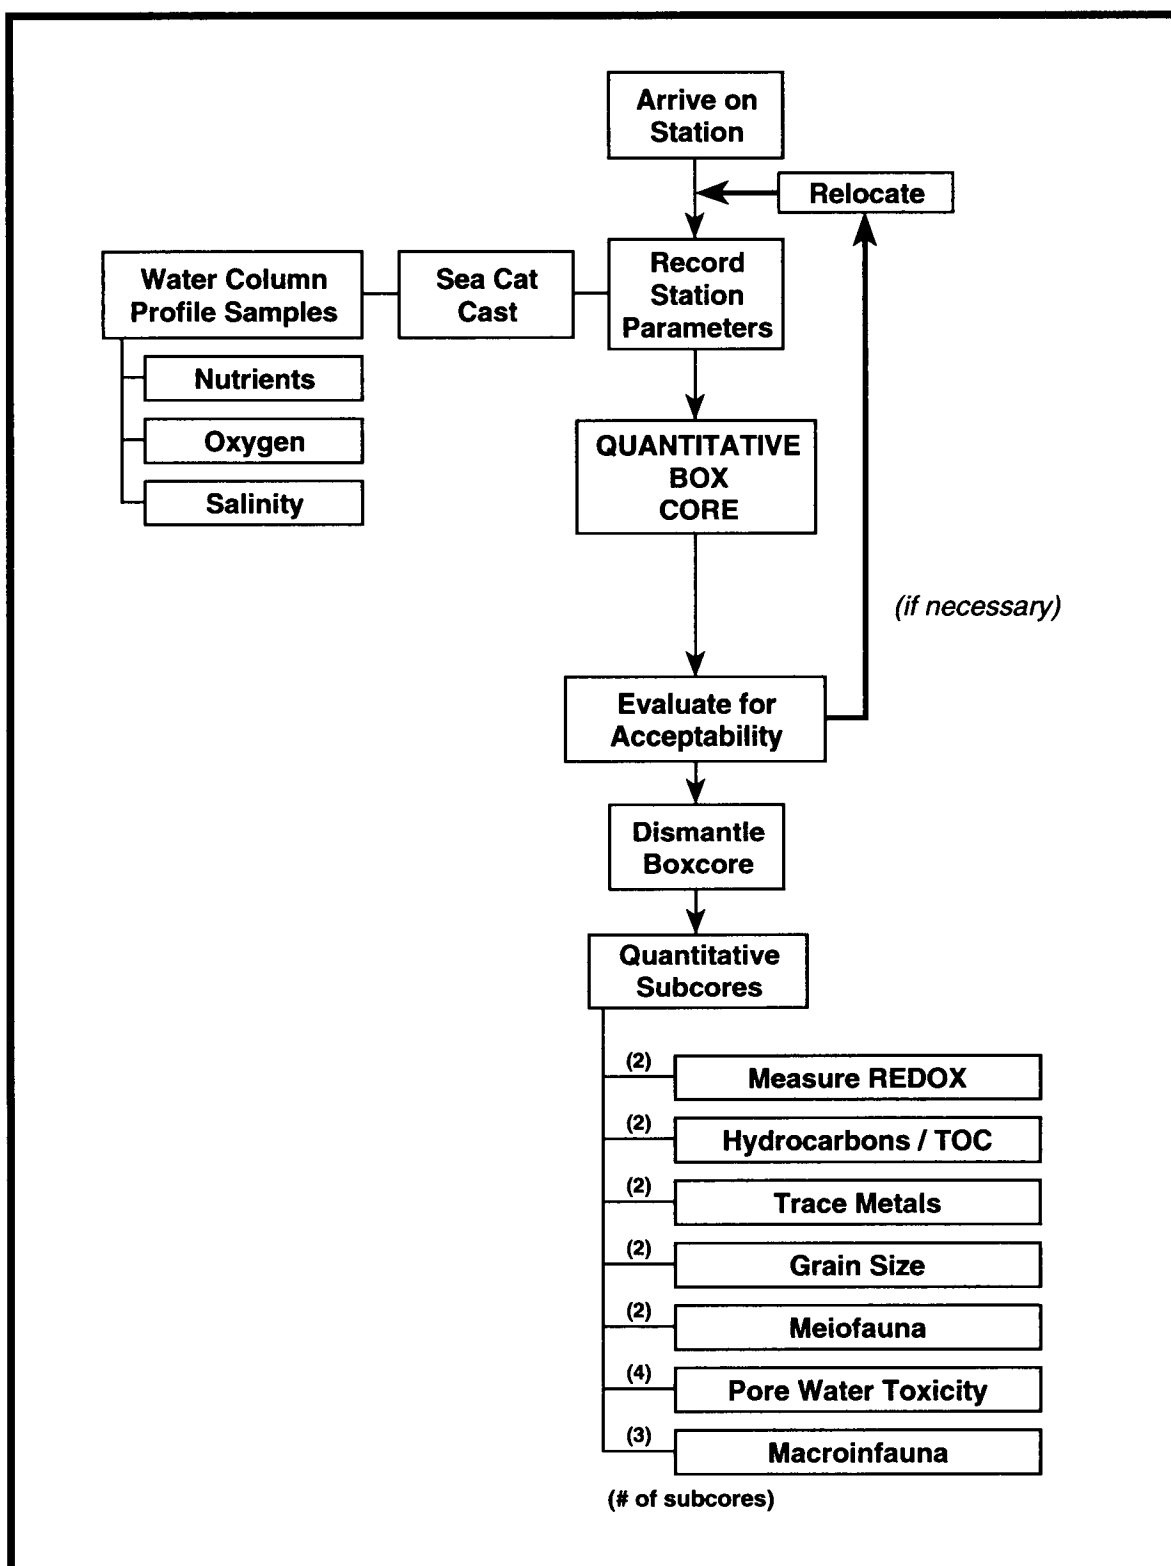 Arrive on
Station
Relocate
Water Column
Profile Samples
Sea Cat
Cast
Record
Station
Parameters
Nutrients
Oxygen
Salinity
QUANTITATIVE
BOX
CORE
(if necessary)
Evaluate for
Acceptability
Dismantle
Boxcore
Quantitative
Subcores
(2) Measure REDOX
(2) Hydrocarbons / TOC
(2) Trace Metals
(2) Grain Size
(2) Meiofauna
(4) Pore Water Toxicity
(3) Macroinfauna
(# of subcores)